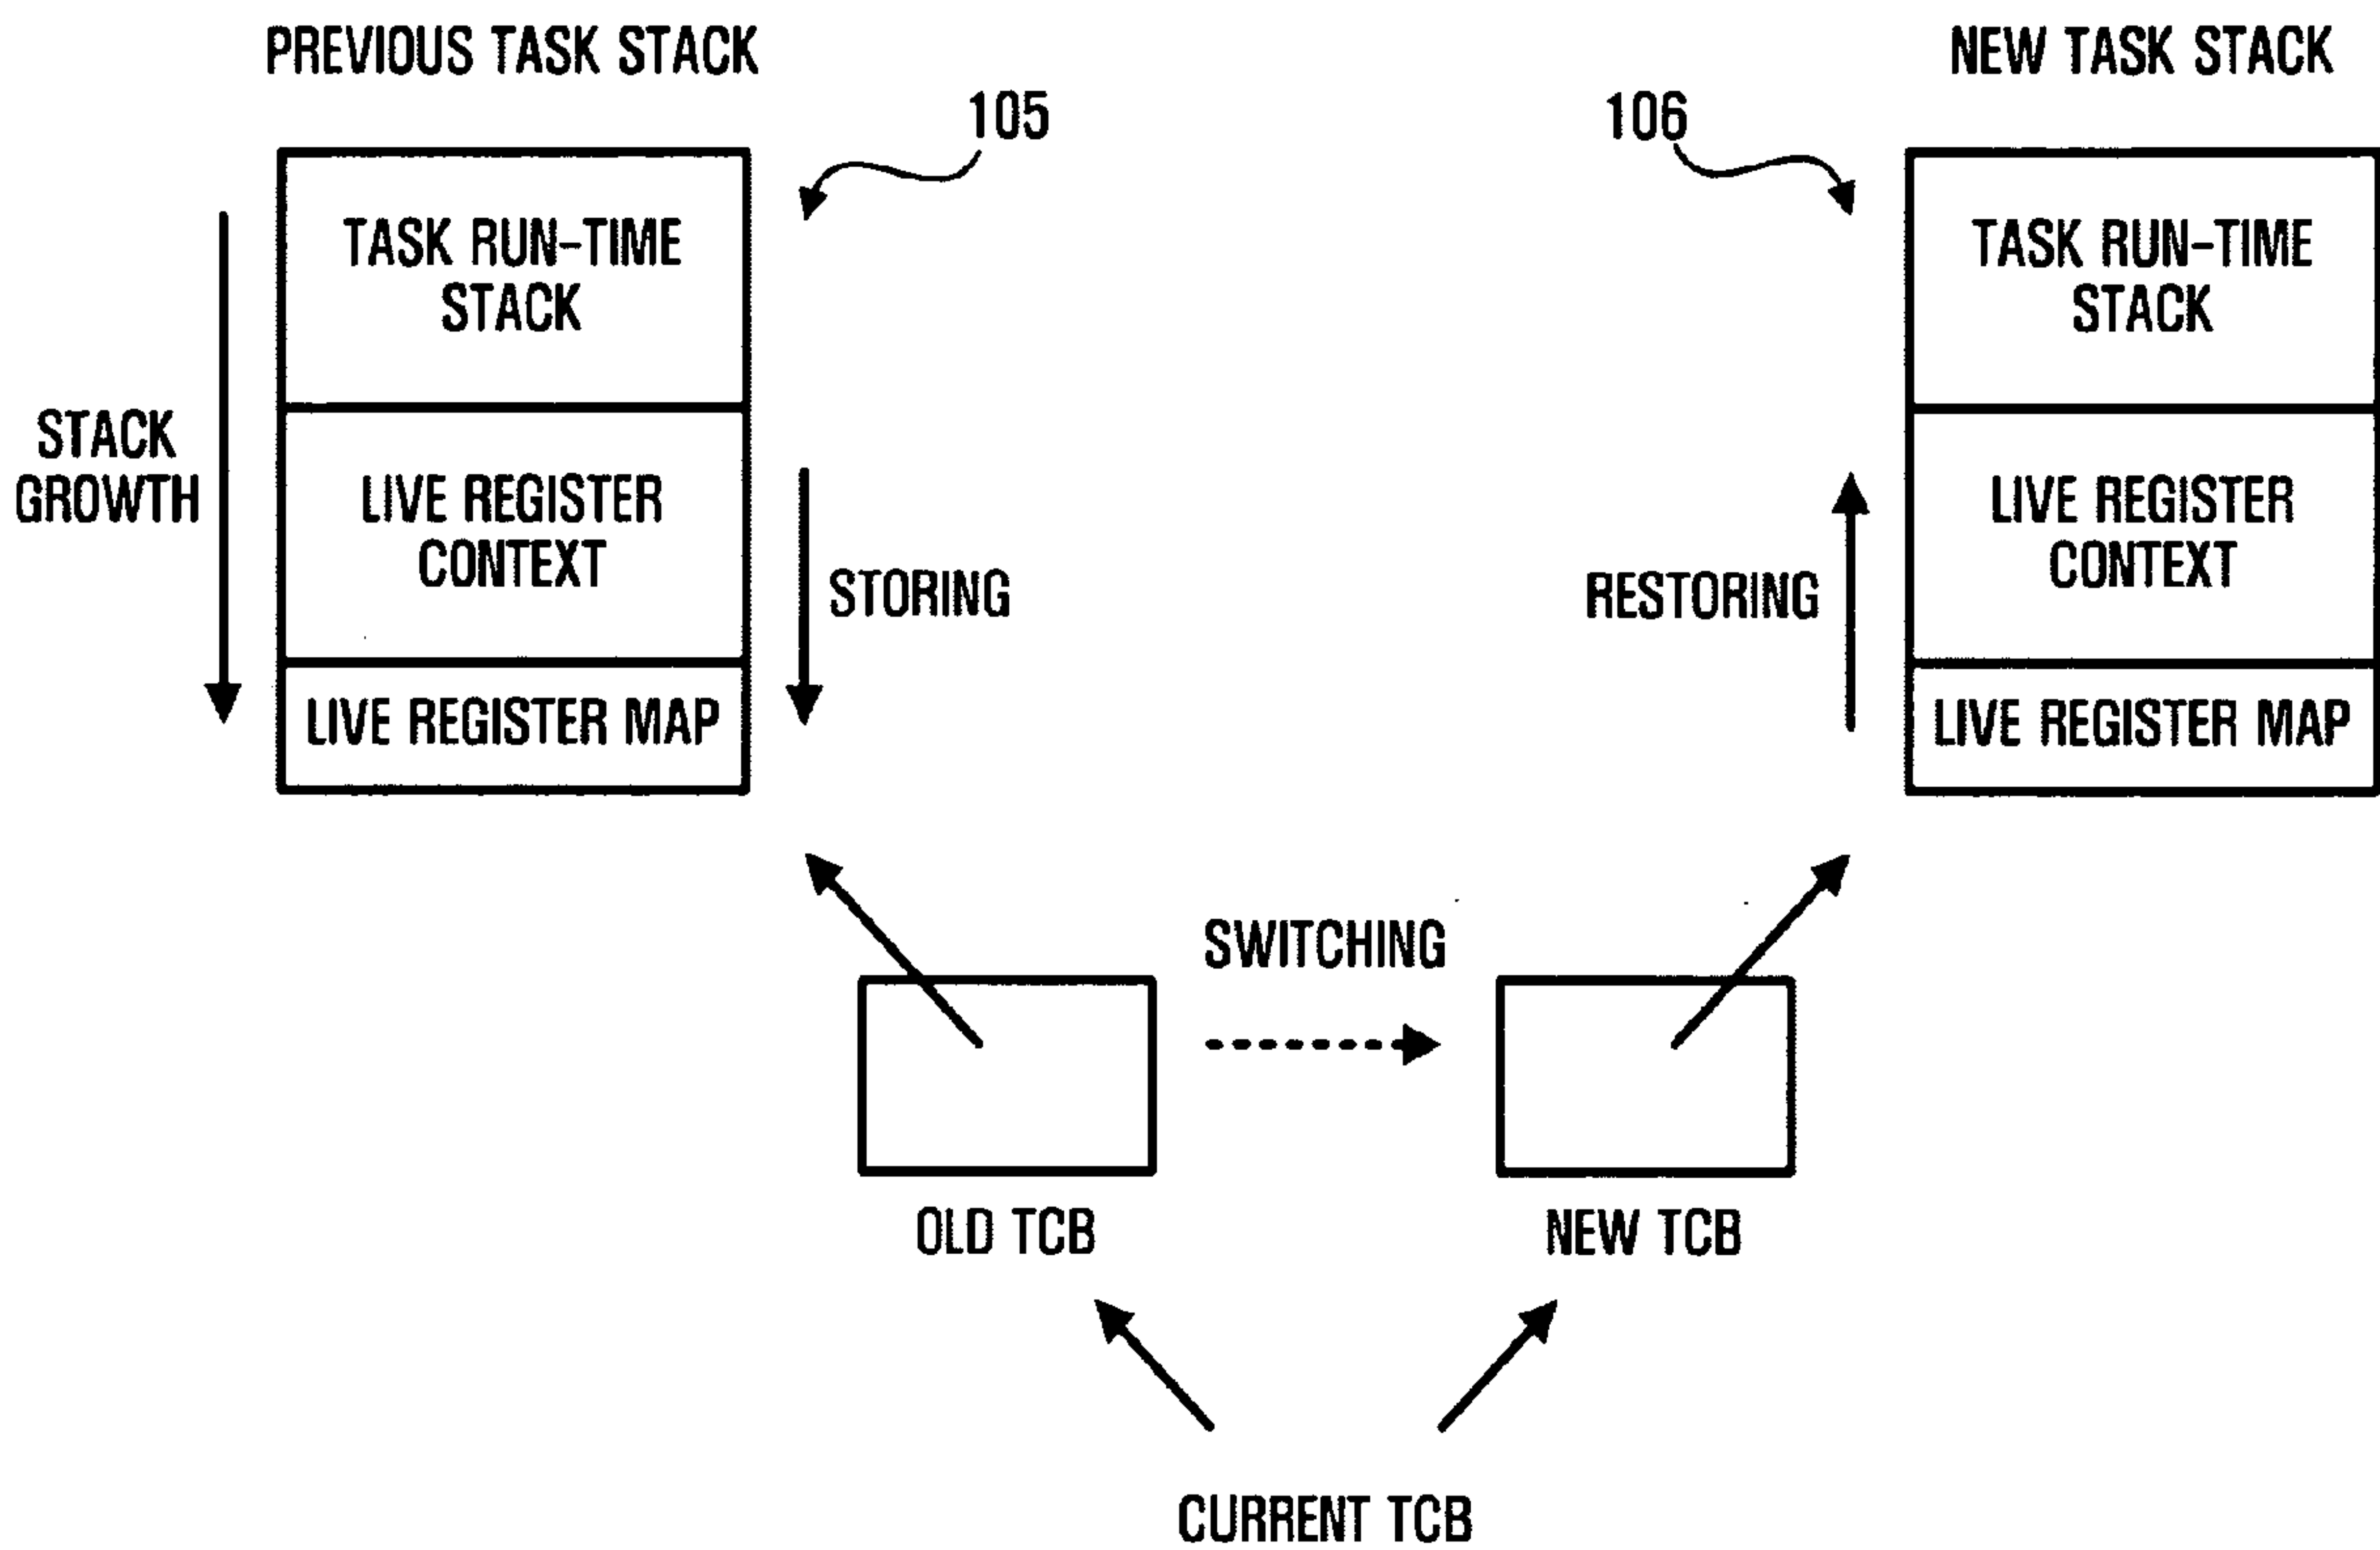 PREVIOUS TASK STACK
NEW TASK STACK
105
106
TASK RUN-TIME
STACK
TASK RUN-TIME
STACK
STACK
GROWTH
LIVE REGISTER
CONTEXT
LIVE REGISTER
CONTEXT
STORING
RESTORING
LIVE REGISTER MAP
LIVE REGISTER MAP
SWITCHING
OLD TCB
NEW TCB
CURRENT TCB